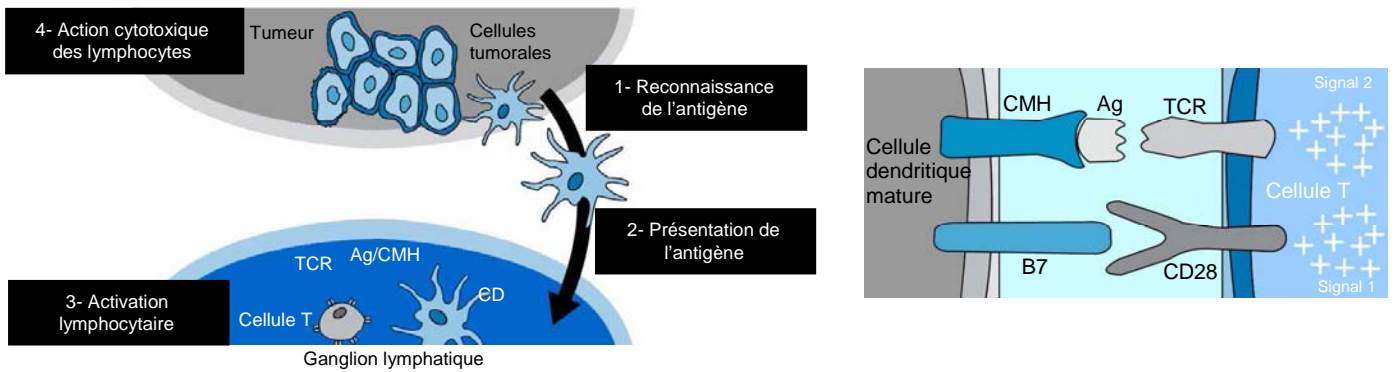 4- Action cytotoxique
des lymphocytes
Tumeur
Cellules
tumorales
1- Reconnaissance
de l'antigène
2- Présentation de
l'antigène
TCR
Ag/CMH
CD
3- Activation
lymphocytaire
Cellule T
Ganglion lymphatique
Signal 2
CMH
Ag
TCR
Cellule
dendritique
mature
Cellule T
B7
CD28
Signal 1